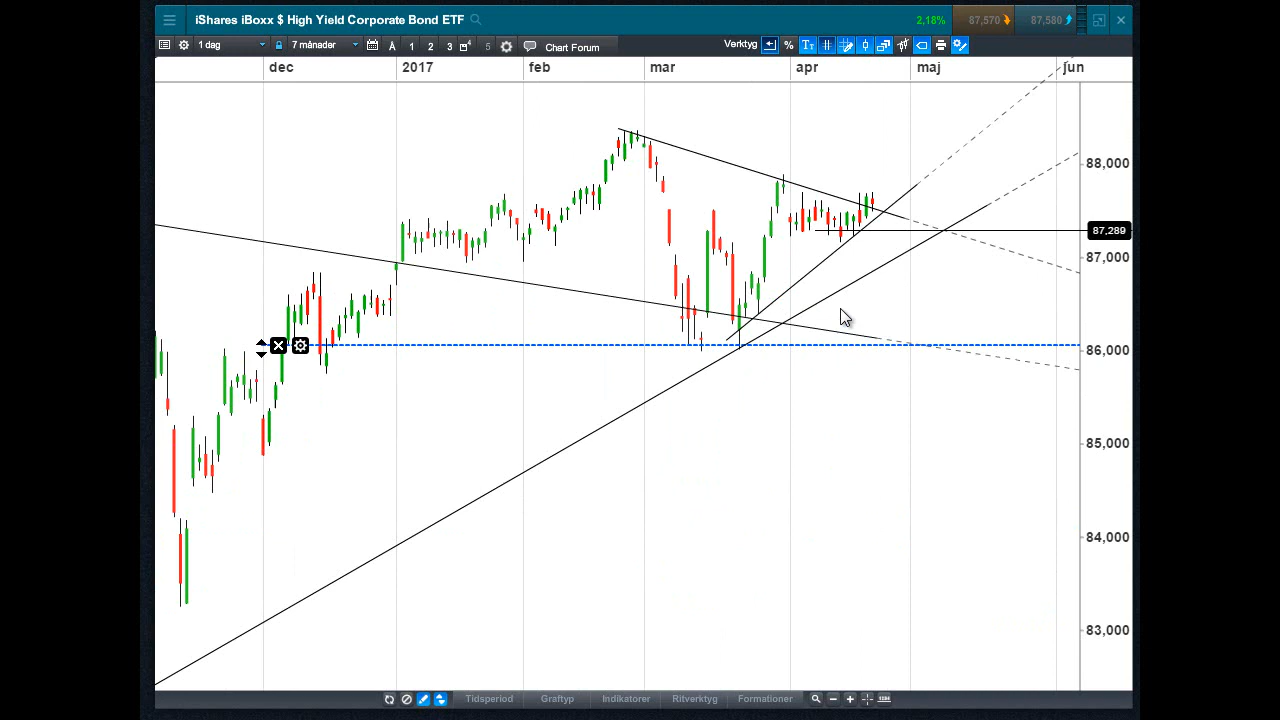 iShares iBoxx $ High Yield Corporate Bond ETF 2,18% 87,570 87,580
1 dag 7 månader A 1 2 3 5 Chart Forum Verktyg % TT
dec 2017 feb mar apr maj jun
88,000
87,289
87,000
86,000
85,000
84,000
83,000
Tidsperiod Graftyp Indikatorer Ritverktyg Formationer